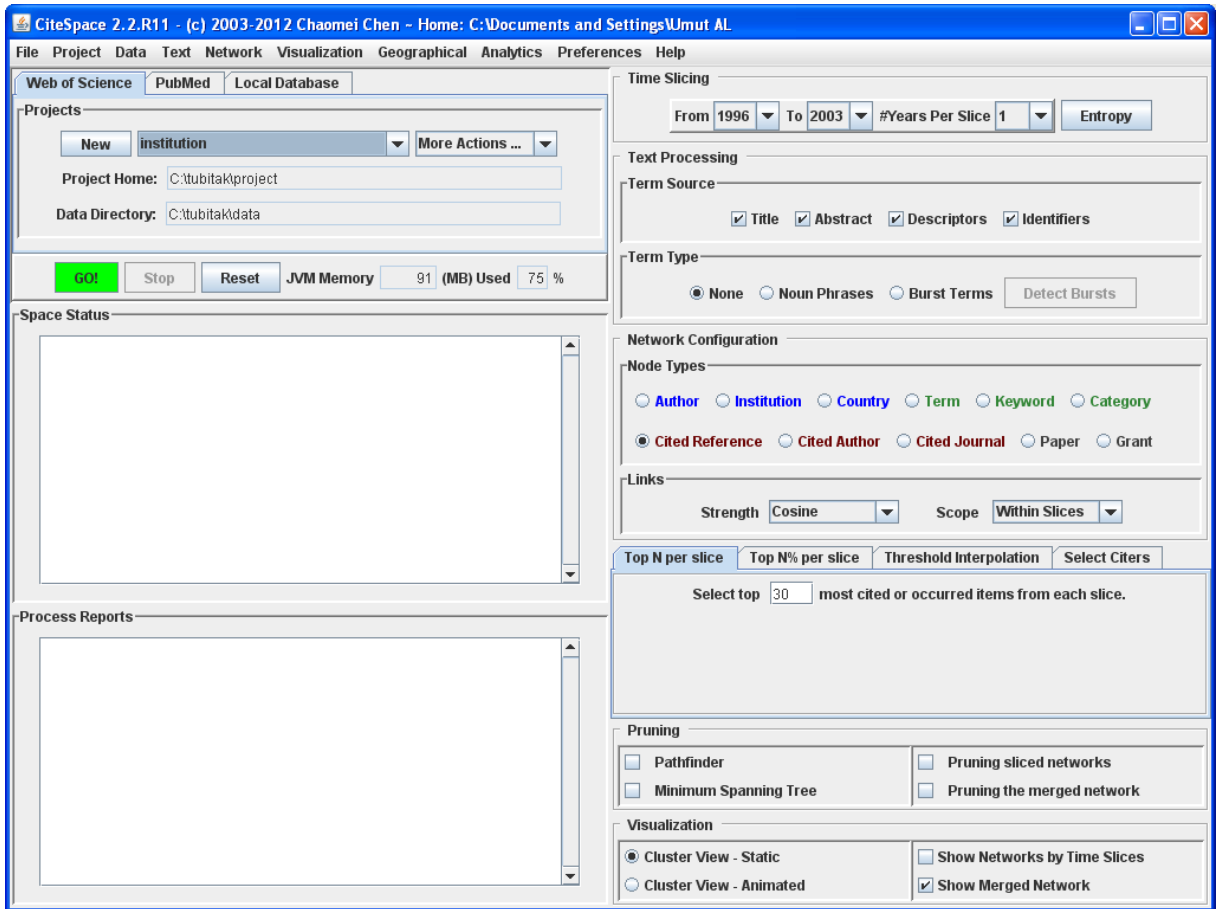 CiteSpace 2.2.R11 - (c) 2003-2012 Chaomei Chen - Home: C:\Documents and Settings\Umut AL
File Project Data Text Network Visualization Geographical Analytics Preferences Help
Web of Science PubMed Local Database
Projects
New institution More Actions ...
Project Home: C:\tubitak\project
Data Directory: C:\tubitak\data
GO! Stop Reset JVM Memory 91 (MB) Used 75 %
Space Status
Process Reports
Time Slicing
From 1996 To 2003 #Years Per Slice 1 Entropy
Text Processing
Term Source
Title Abstract Descriptors Identifiers
Term Type
None Noun Phrases Burst Terms Detect Bursts
Network Configuration
Node Types
Author Institution Country Term Keyword Category
Cited Reference Cited Author Cited Journal Paper Grant
Links
Strength Cosine Scope Within Slices
Top N per slice Top N% per slice Threshold Interpolation Select Citers
Select top 30 most cited or occurred items from each slice.
Pruning
Pathfinder Pruning sliced networks
Minimum Spanning Tree Pruning the merged network
Visualization
Cluster View - Static Show Networks by Time Slices
Cluster View - Animated Show Merged Network